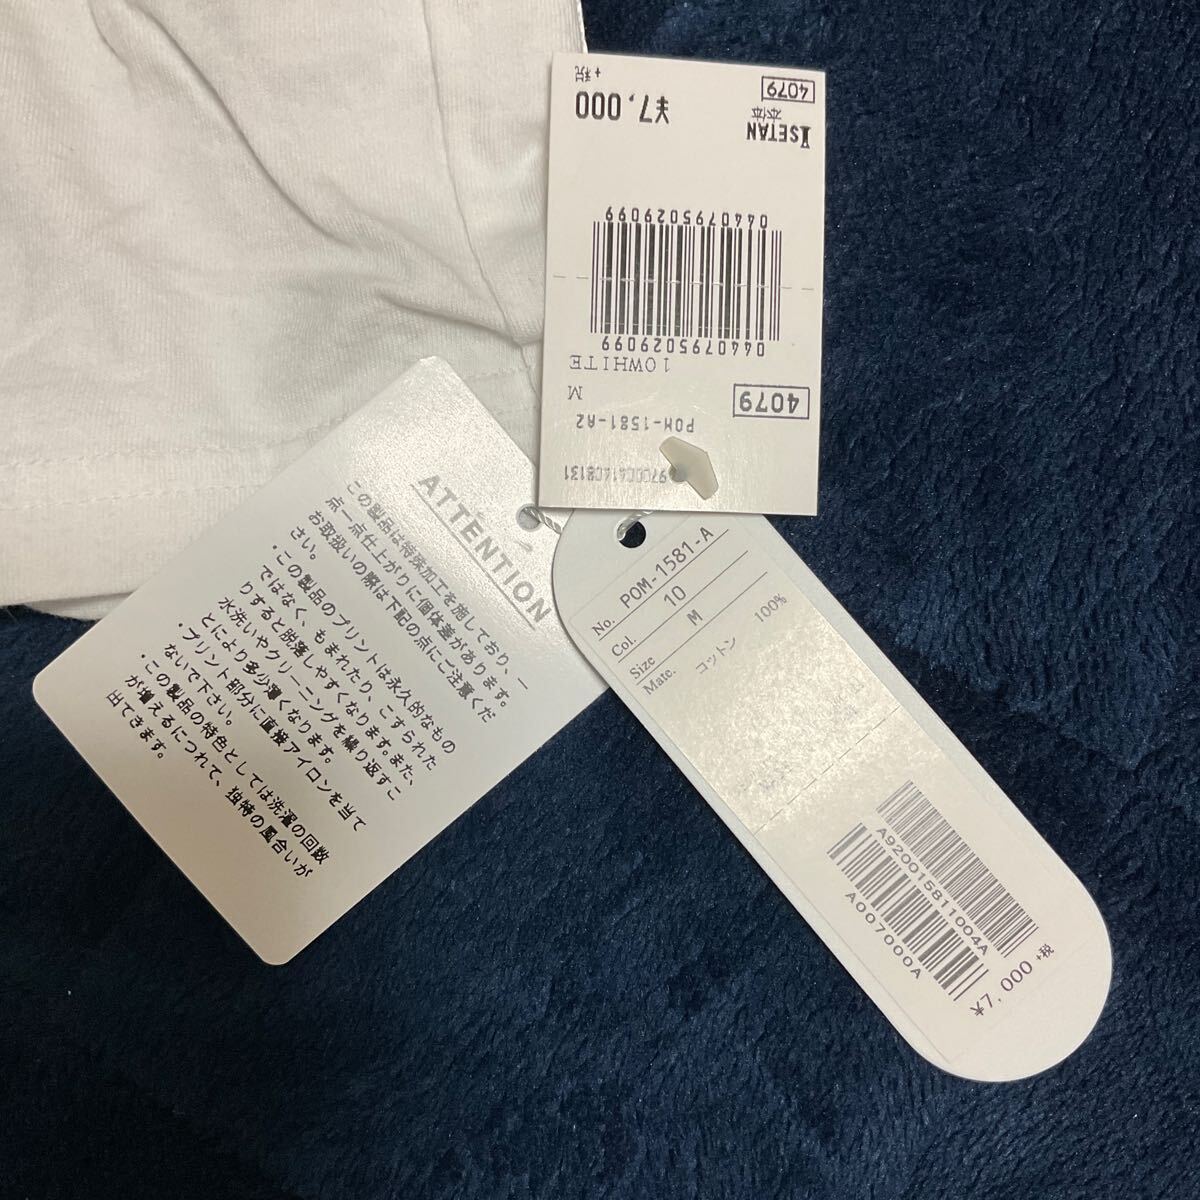 ISETAN
4079
本体
¥7,000
+税
0440795029099
0440795029099
10WHITE
M
4079
POM-1581-A2
ATTENTION
この製品は特殊加工を施しており、一
点一点仕上がりに個体差があります。
お取扱いの際は下記の点にご注意くだ
さい。
・この製品のプリントは永久的なもの
ではなく、もまれたり、こすられた
りすると脱落しやすくなります。また、
水洗いやクリーニングを繰り返すこ
とにより多少薄くなります。
・プリント部分に直接アイロンを当て
ないで下さい。
・この製品の特色としては洗濯の回数
が増えるにつれて、独特の風合いが
出てきます。
No. POM-1581-A
Col. 10
Size M
Mate. コットン 100%
A920015811004A
A007000A
¥7,000 +税